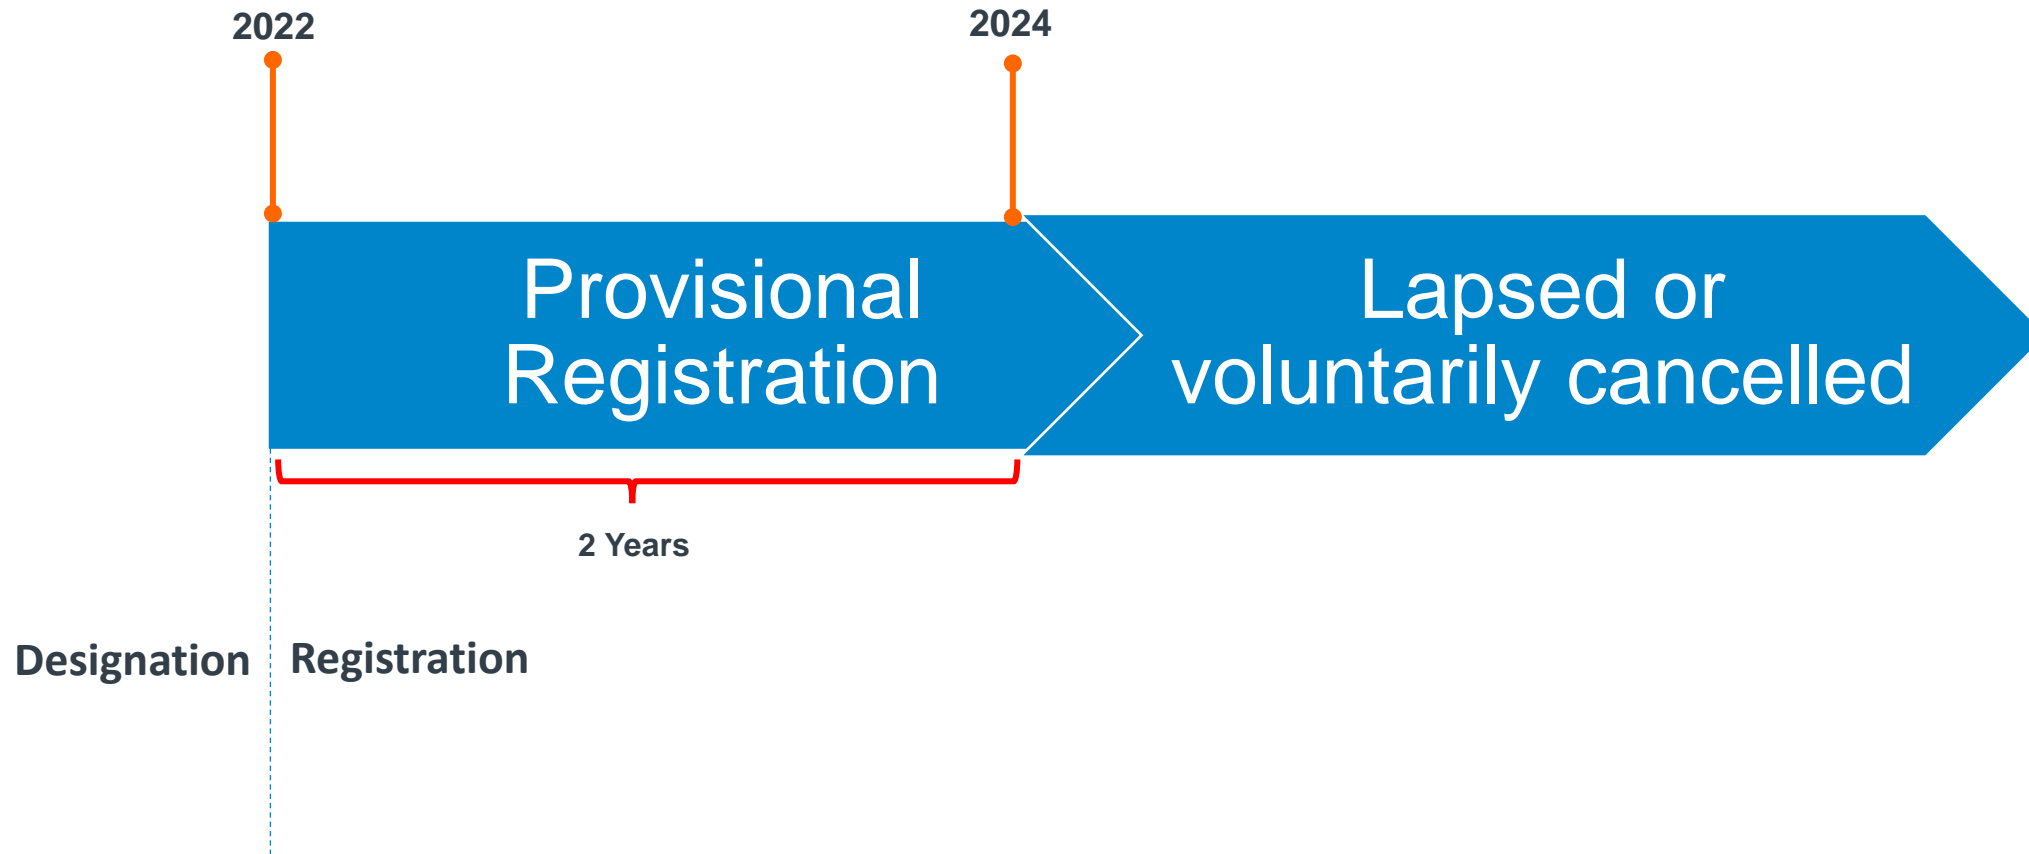 2022
2024
Provisional
Registration
Lapsed or
voluntarily cancelled
2 Years
Designation
Registration